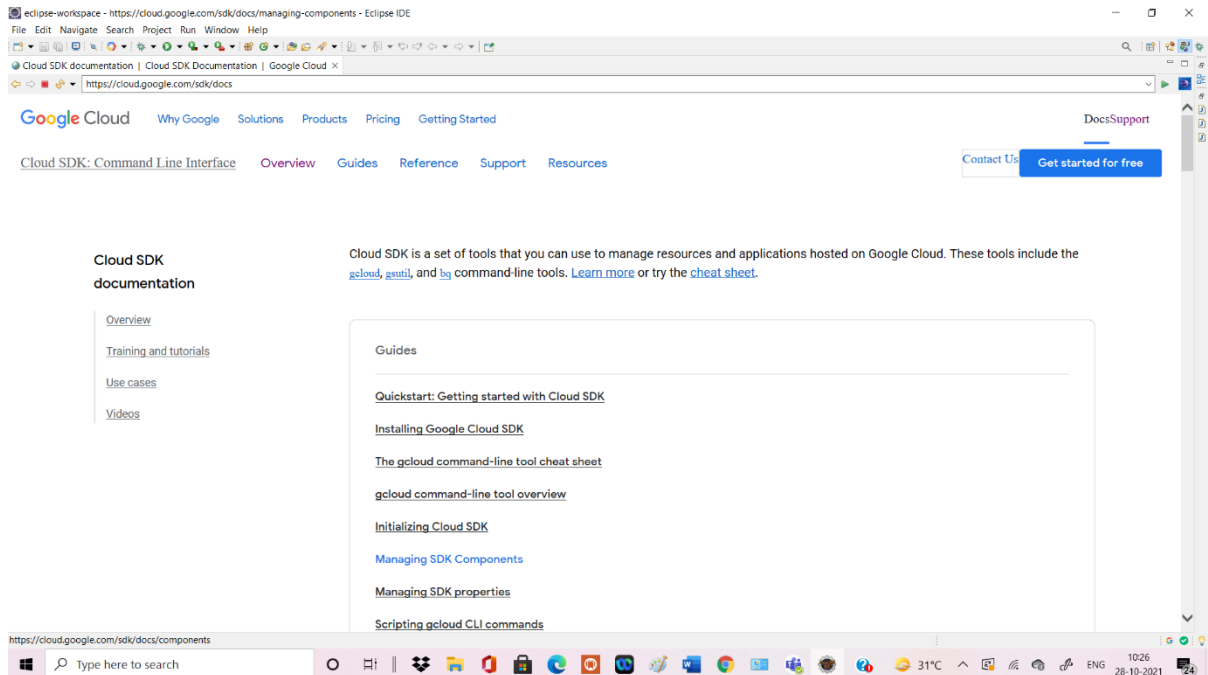 eclipse-workspace - https://cloud.google.com/sdk/docs/managing-components - Eclipse IDE
File Edit Navigate Search Project Run Window Help
Cloud SDK documentation | Cloud SDK Documentation | Google Cloud
https://cloud.google.com/sdk/docs
Google Cloud Why Google Solutions Products Pricing Getting Started DocsSupport
Cloud SDK: Command Line Interface Overview Guides Reference Support Resources Contact Us Get started for free
Cloud SDK
documentation
Overview
Training and tutorials
Use cases
Videos
Cloud SDK is a set of tools that you can use to manage resources and applications hosted on Google Cloud. These tools include the
gcloud, gsutil, and bq command-line tools. Learn more or try the cheat sheet.
Guides
Quickstart: Getting started with Cloud SDK
Installing Google Cloud SDK
The gcloud command-line tool cheat sheet
gcloud command-line tool overview
Initializing Cloud SDK
Managing SDK Components
Managing SDK properties
Scripting gcloud CLI commands
https://cloud.google.com/sdk/docs/components
Type here to search 31°C ENG 10:26
28-10-2021 24